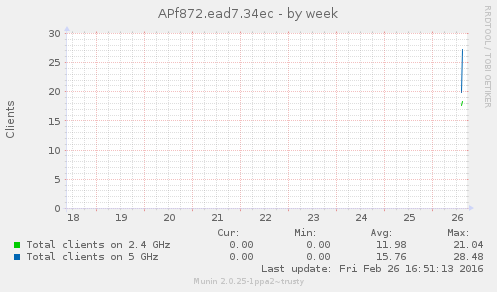 APf872.ead7.34ec - by week
RRDTOOL / TOBI OETIKER
Clients
30
25
20
15
10
5
0
18 19 20 21 22 23 24 25 26
Cur: Min: Avg: Max:
Total clients on 2.4 GHz 0.00 0.00 11.98 21.04
Total clients on 5 GHz 0.00 0.00 15.76 28.48
Last update: Fri Feb 26 16:51:13 2016
Munin 2.0.25-1ppa2~trusty